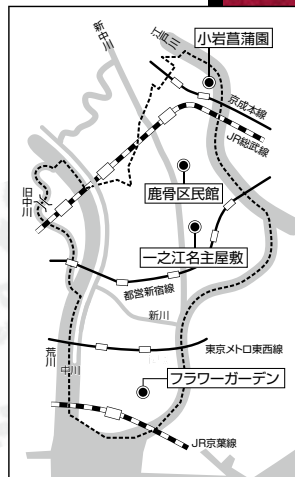 小岩菖蒲園
新中川
江戸川
京成本線
JR総武線
鹿骨区民館
旧中川
一之江名主屋敷
都営新宿線
新川
東京メトロ東西線
荒川
中川
フラワーガーデン
JR京葉線